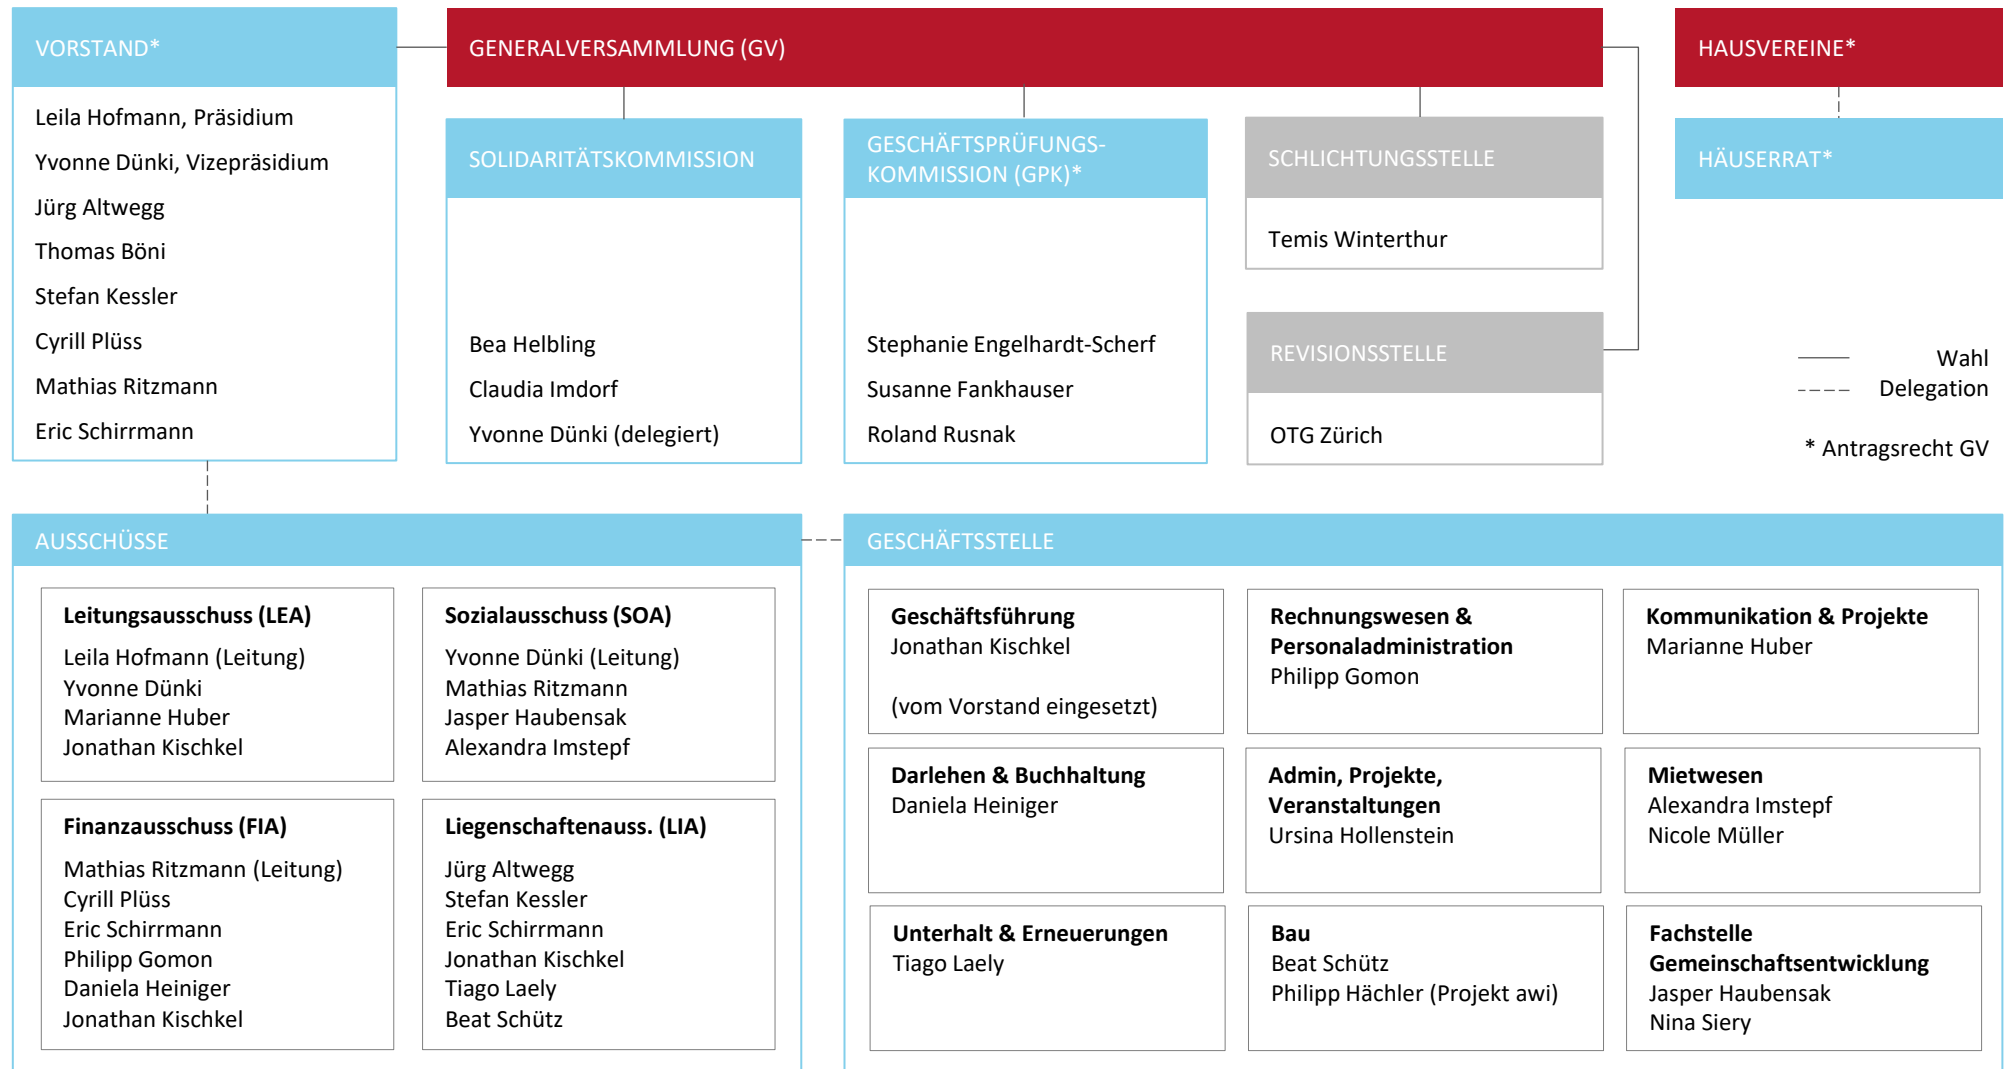 VORSTAND*
Leila Hofmann, Präsidium
Yvonne Dünki, Vizepräsidium
Jürg Altwegg
Thomas Böni
Stefan Kessler
Cyrill Plüss
Mathias Ritzmann
Eric Schirrmann
GENERALVERSAMMLUNG (GV)
SOLIDARITÄTSKOMMISSION
Bea Helbling
Claudia Imdorf
Yvonne Dünki (delegiert)
GESCHÄFTSPRÜFUNGS-
KOMMISSION (GPK)*
Stephanie Engelhardt-Scherf
Susanne Fankhauser
Roland Rusnak
SCHLICHTUNGSSTELLE
Temis Winterthur
REVISIONSSTELLE
OTG Zürich
HAUSVEREINE*
HÄUSERRAT*
Wahl
Delegation
* Antragsrecht GV
AUSSCHÜSSE
Leitungsausschuss (LEA)
Leila Hofmann (Leitung)
Yvonne Dünki
Marianne Huber
Jonathan Kischkel
Sozialausschuss (SOA)
Yvonne Dünki (Leitung)
Mathias Ritzmann
Jasper Haubensak
Alexandra Imstepf
Finanzausschuss (FIA)
Mathias Ritzmann (Leitung)
Cyrill Plüss
Eric Schirrmann
Philipp Gomon
Daniela Heiniger
Jonathan Kischkel
Liegenschaftenauss. (LIA)
Jürg Altwegg
Stefan Kessler
Eric Schirrmann
Jonathan Kischkel
Tiago Laely
Beat Schütz
GESCHÄFTSSTELLE
Geschäftsführung
Jonathan Kischkel
(vom Vorstand eingesetzt)
Rechnungswesen &
Personaladministration
Philipp Gomon
Kommunikation & Projekte
Marianne Huber
Darlehen & Buchhaltung
Daniela Heiniger
Admin, Projekte,
Veranstaltungen
Ursina Hollenstein
Mietwesen
Alexandra Imstepf
Nicole Müller
Unterhalt & Erneuerungen
Tiago Laely
Bau
Beat Schütz
Philipp Hächler (Projekt awi)
Fachstelle
Gemeinschaftsentwicklung
Jasper Haubensak
Nina Siery